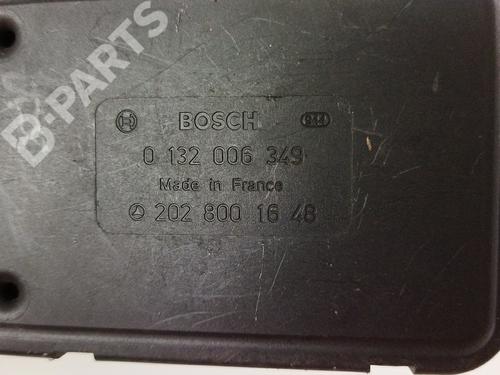 B-PARTS
BOSCH
0 132 006 349
Made in France
202 800 16 48